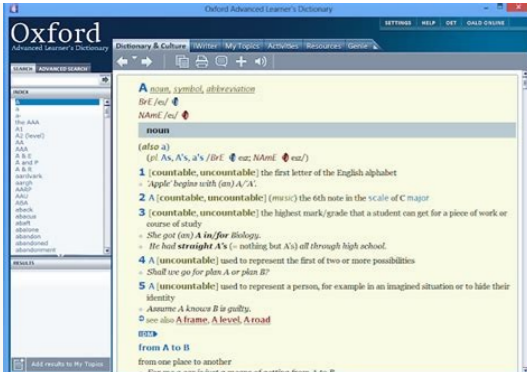 Oxford Advanced Learner's Dictionary
Oxford
Advanced Learner's Dictionary
SETTINGS HELP OET OALD ONLINE
Dictionary & Culture iWriter My Topics Activities Resources Genie
SEARCH ADVANCED SEARCH
INDEX
A
a
a-
the AAA
A1
A2 (level)
AA
AAA
A & E
A and P
A & R
aardvark
aargh
AARP
AAU
ABA
aback
abacus
abaft
abalone
abandon
abandoned
abandonment
RESULTS
Add results to My Topics
A noun, symbol, abbreviation
BrE /eɪ/
NAmE /eɪ/
noun
(also a)
(pl As, A's, a's /BrE eɪz; NAmE eɪz/)
1 [countable, uncountable] the first letter of the English alphabet
'Apple' begins with (an) A/'A'.
2 A [countable, uncountable] (music) the 6th note in the scale of C major
3 [countable, uncountable] the highest mark/grade that a student can get for a piece of work or
course of study
She got (an) A in/for Biology.
He had straight A's (= nothing but A's) all through high school.
4 A [uncountable] used to represent the first of two or more possibilities
Shall we go for plan A or plan B?
5 A [uncountable] used to represent a person, for example in an imagined situation or to hide their
identity
Assume A knows B is guilty.
see also A frame, A level, A road
IDM
from A to B
from one place to another